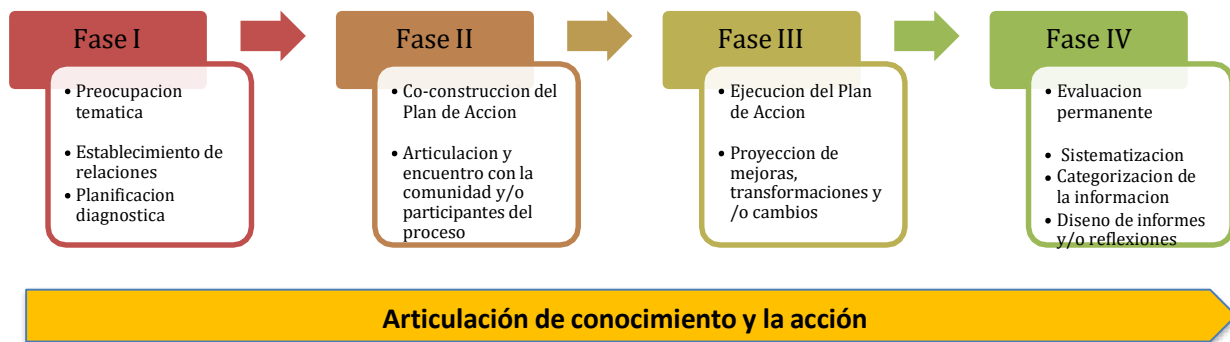 Fase I
• Preocupacion
tematica
• Establecimiento de
relaciones
• Planificacion
diagnostica
Fase II
• Co-construccion del
Plan de Accion
• Articulacion y
encuentro con la
comunidad y/o
participantes del
proceso
Fase III
• Ejecucion del Plan
de Accion
• Proyeccion de
mejoras,
transformaciones y
/o cambios
Fase IV
• Evaluacion
permanente
• Sistematizacion
• Categorizacion de
la informacion
• Diseno de informes
y/o reflexiones
Articulación de conocimiento y la acción